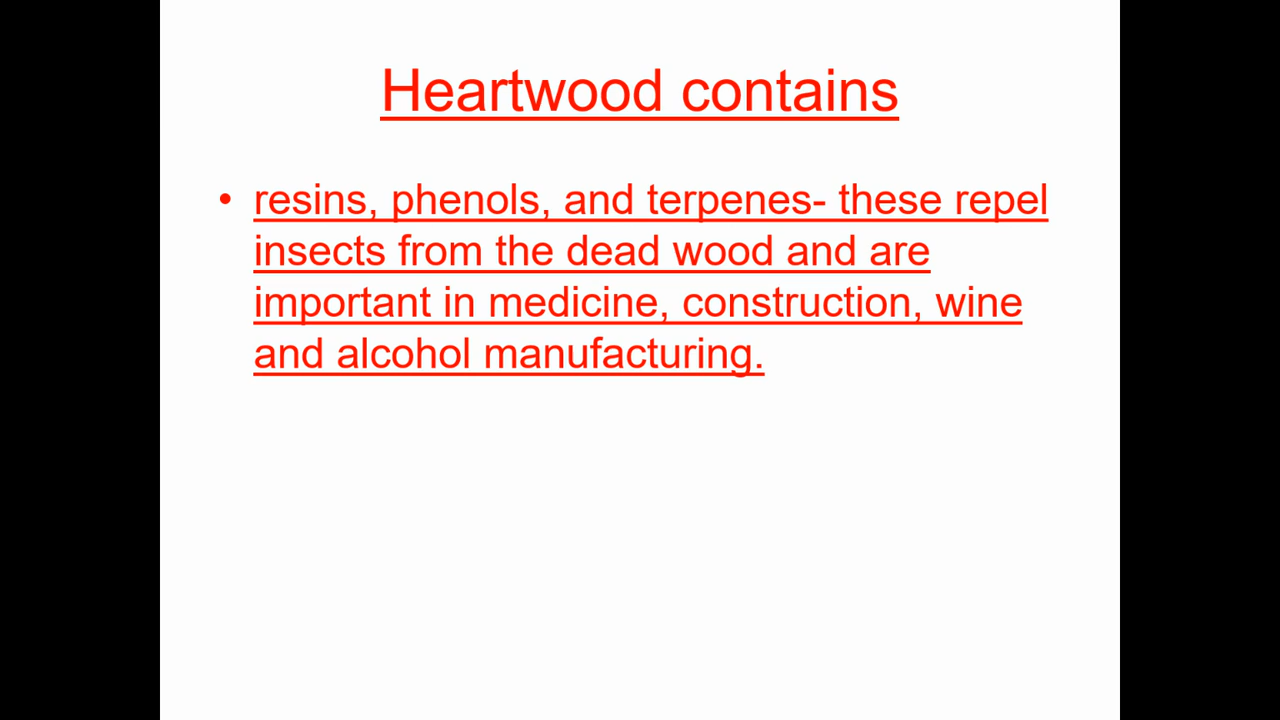 Heartwood contains
• resins, phenols, and terpenes- these repel
insects from the dead wood and are
important in medicine, construction, wine
and alcohol manufacturing.